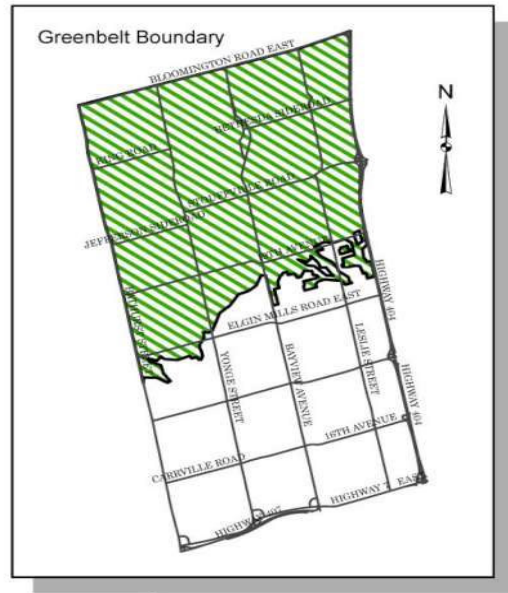 Greenbelt Boundary
BLOOMINGTON ROAD EAST
N
BETHESDA SIDEROAD
KING ROAD
STOUFFVILLE ROAD
JEFFERSON SIDEROAD
19TH AVENUE
HIGHWAY 404
ELGIN MILLS ROAD EAST
YONGE STREET
BAYVIEW AVENUE
LESLIE STREET
HIGHWAY 404
16TH AVENUE
CARRVILLE ROAD
HIGHWAY 7 EAST
HIGHWAY 407